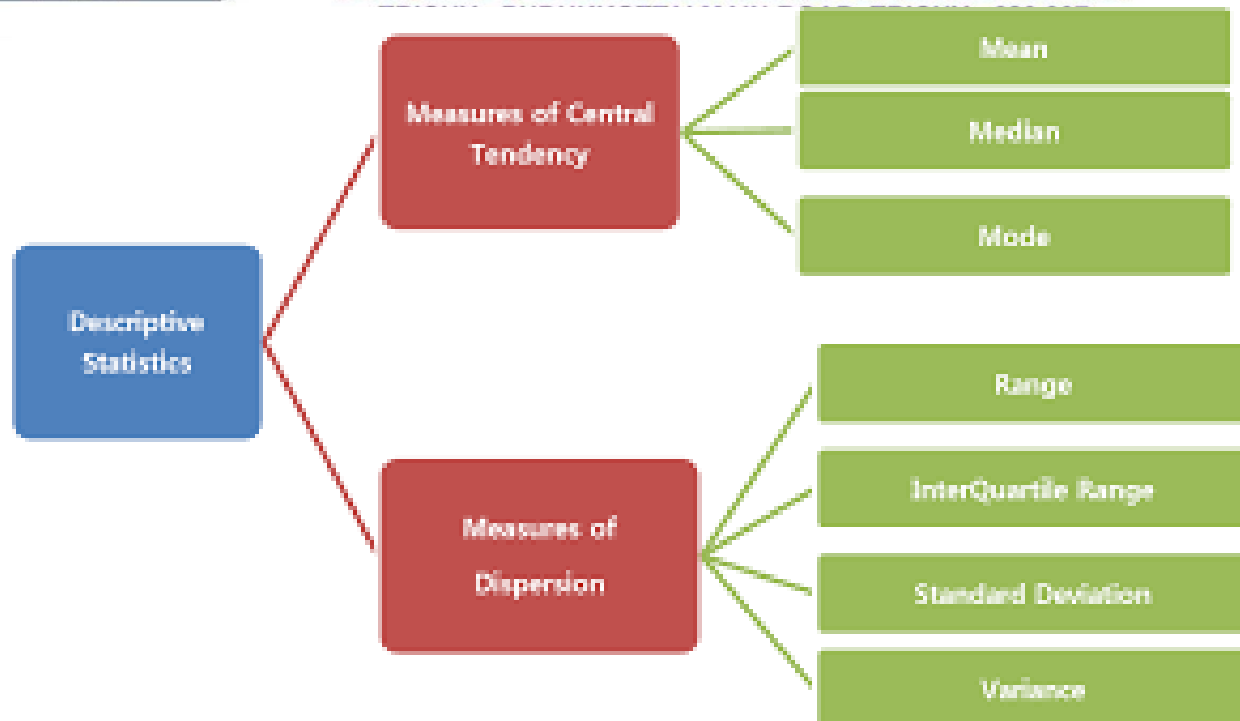 Descriptive
Statistics
Measures of Central
Tendency
Mean
Median
Mode
Measures of
Dispersion
Range
InterQuartile Range
Standard Deviation
Variance